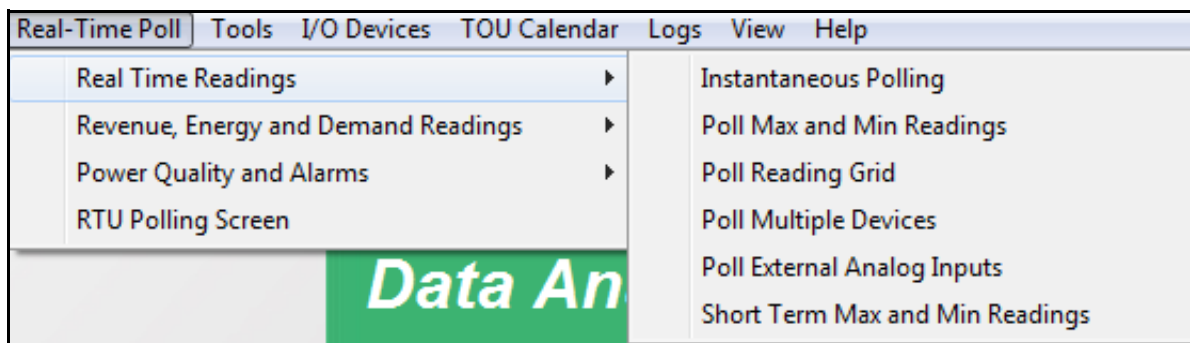 Real-Time Poll Tools I/O Devices TOU Calendar Logs View Help
Real Time Readings
Revenue, Energy and Demand Readings
Power Quality and Alarms
RTU Polling Screen
Instantaneous Polling
Poll Max and Min Readings
Poll Reading Grid
Poll Multiple Devices
Poll External Analog Inputs
Short Term Max and Min Readings
Data An